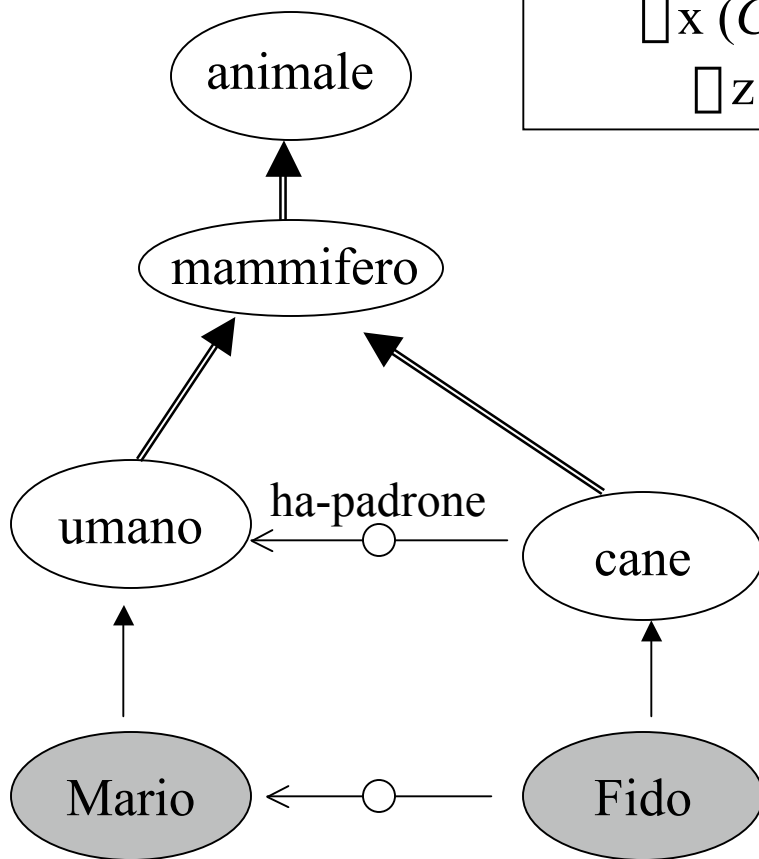 ▯x (C
▯z
animale
mammifero
ha-padrone
umano
cane
Mario
Fido